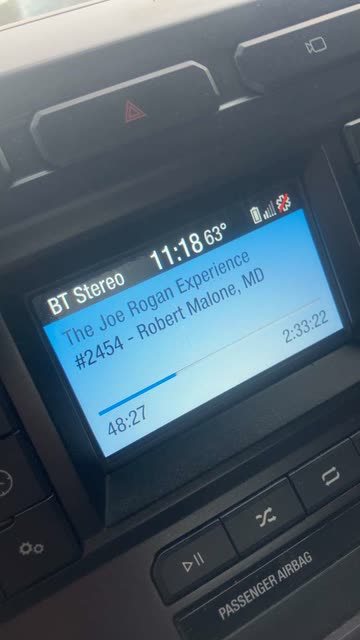 BT Stereo 11:18 63°
The Joe Rogan Experience
#2454 - Robert Malone, MD
48:27 2:33:22
PASSENGER AIRBAG